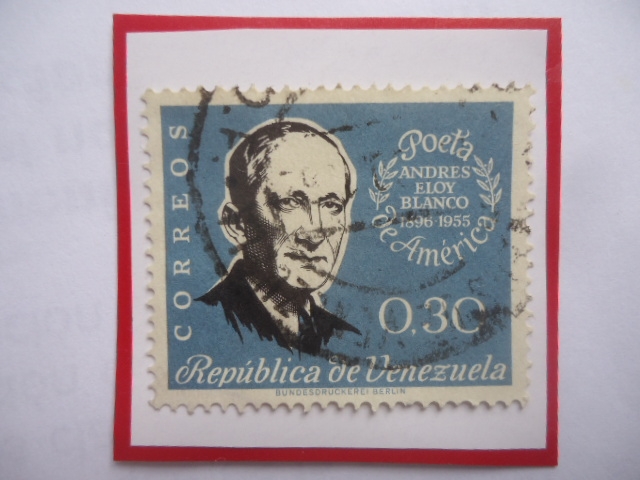 CORREOS
Poeta
ANDRES
ELOY
BLANCO
1896-1955
de América
0,30
República de Venezuela
BUNDESDRUCKEREI BERLIN